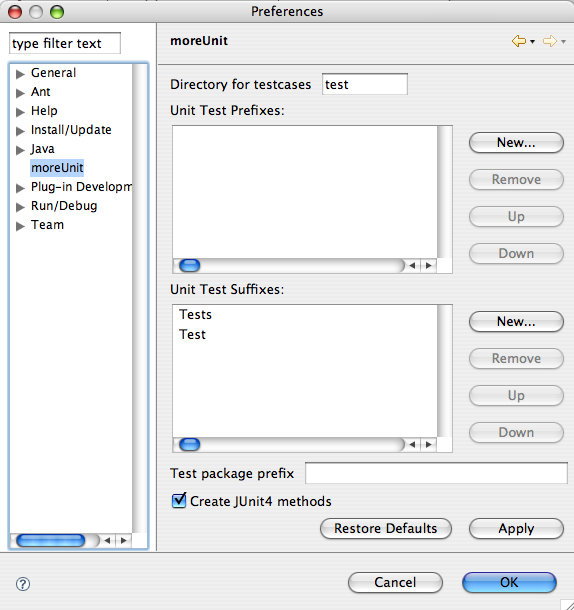 Preferences
type filter text
General
Ant
Help
Install/Update
Java
moreUnit
Plug-in Developm
Run/Debug
Team
moreUnit
Directory for testcases test
Unit Test Prefixes:
New...
Remove
Up
Down
Unit Test Suffixes:
Tests
Test
New...
Remove
Up
Down
Test package prefix
Create JUnit4 methods
Restore Defaults Apply
? Cancel OK